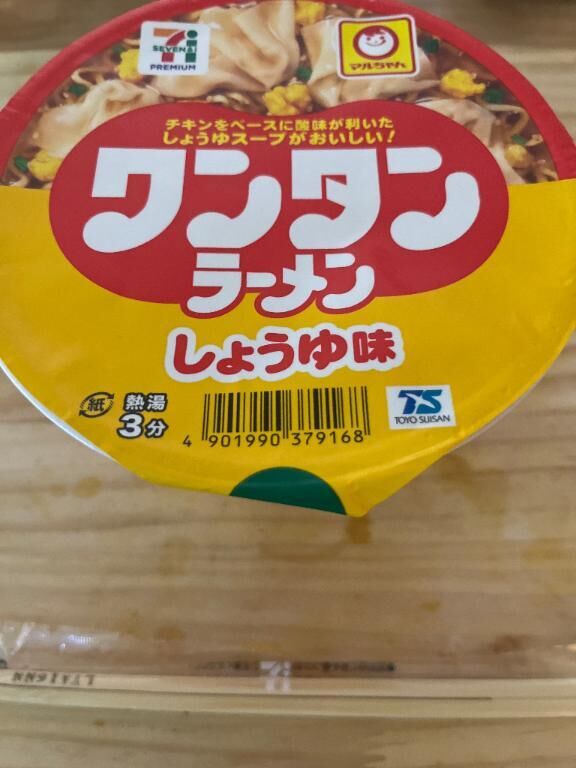 SEVEN&i
PREMIUM
マルちゃん
チキンをベースに酸味が利いた
しょうゆスープがおいしい!
ワンタン
ラーメン
しょうゆ味
紙
熱湯
3分
4 901990 379168
TS
TOYO SUISAN